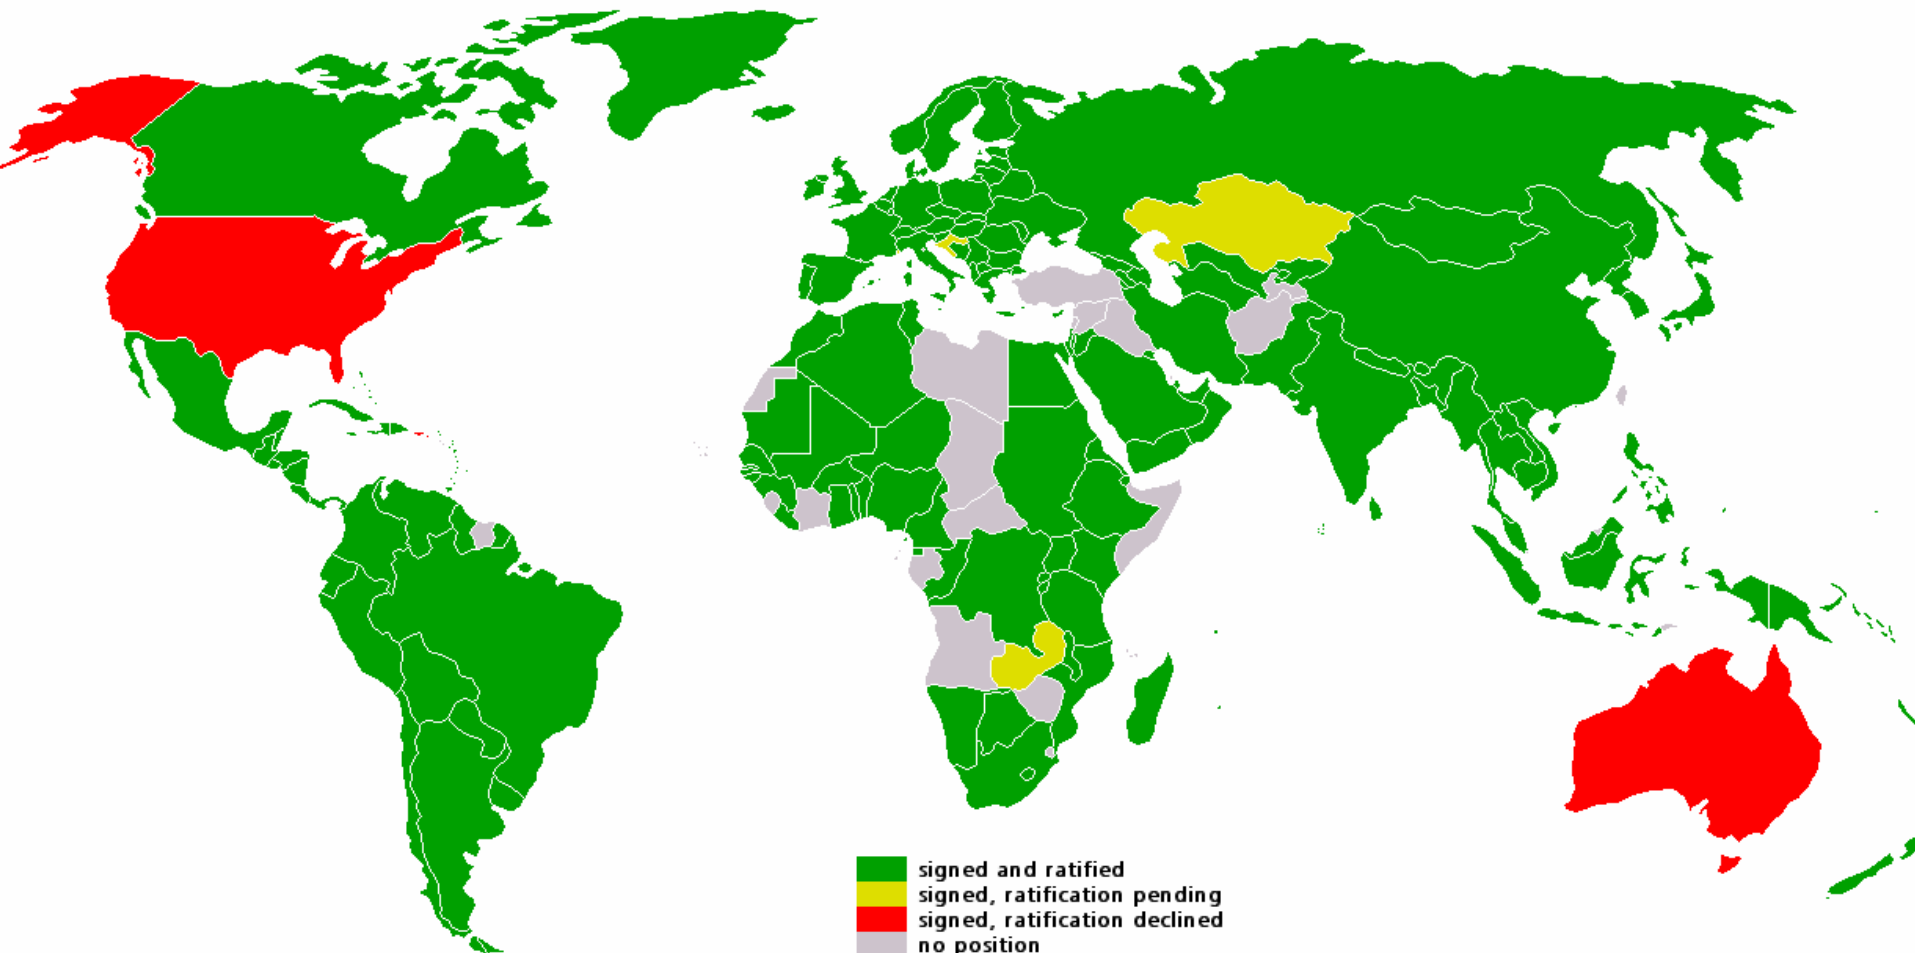 signed and ratified
signed, ratification pending
signed, ratification declined
no position